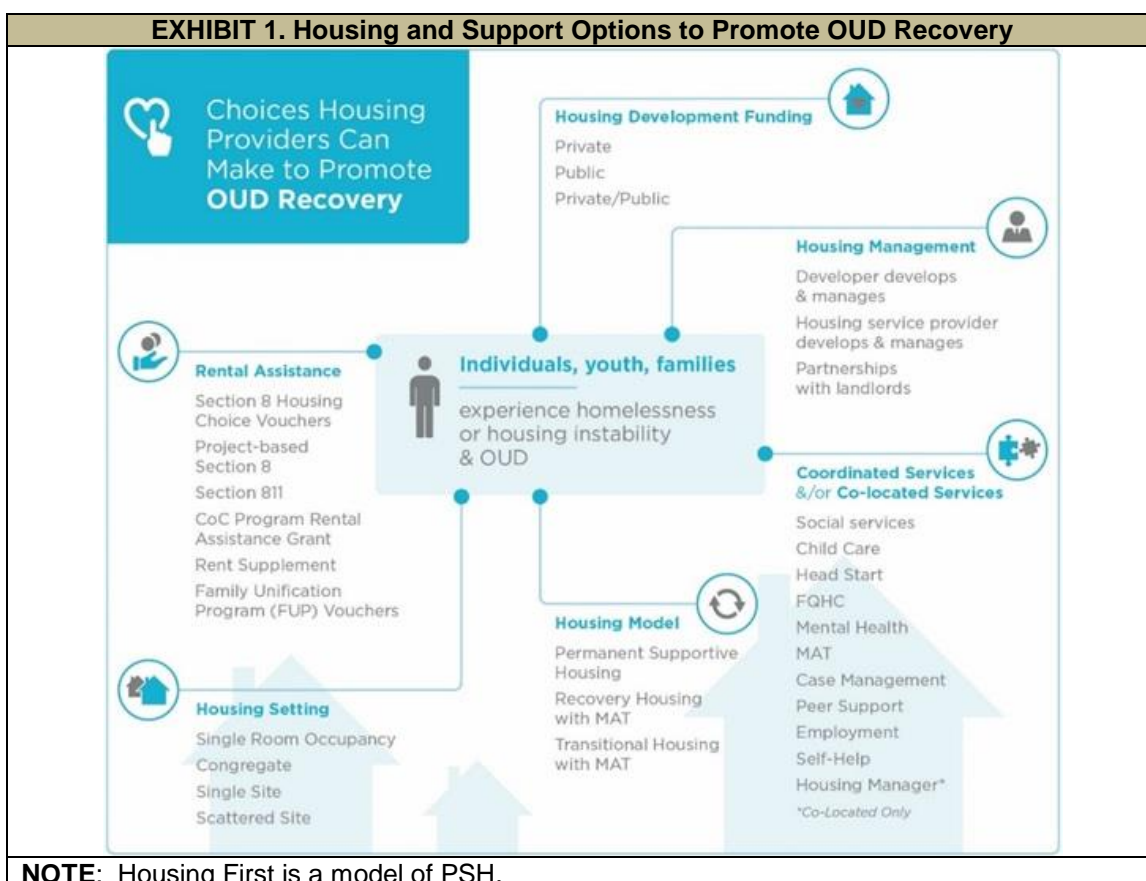 EXHIBIT 1. Housing and Support Options to Promote OUD Recovery
Choices Housing
Providers Can
Make to Promote
OUD Recovery
Housing Development Funding
Private
Public
Private/Public
Housing Management
Developer develops
& manages
Housing service provider
develops & manages
Partnerships
with landlords
Rental Assistance
Section 8 Housing
Choice Vouchers
Project-based
Section 8
Section 811
CoC Program Rental
Assistance Grant
Rent Supplement
Family Unification
Program (FUP) Vouchers
Individuals, youth, families
experience homelessness
or housing instability
& OUD
Coordinated Services
&/or Co-located Services
Social services
Child Care
Head Start
FQHC
Mental Health
MAT
Case Management
Peer Support
Employment
Self-Help
Housing Manager*
*Co-Located Only
Housing Model
Permanent Supportive
Housing
Recovery Housing
with MAT
Transitional Housing
with MAT
Housing Setting
Single Room Occupancy
Congregate
Single Site
Scattered Site
NOTE: Housing First is a model of PSH.